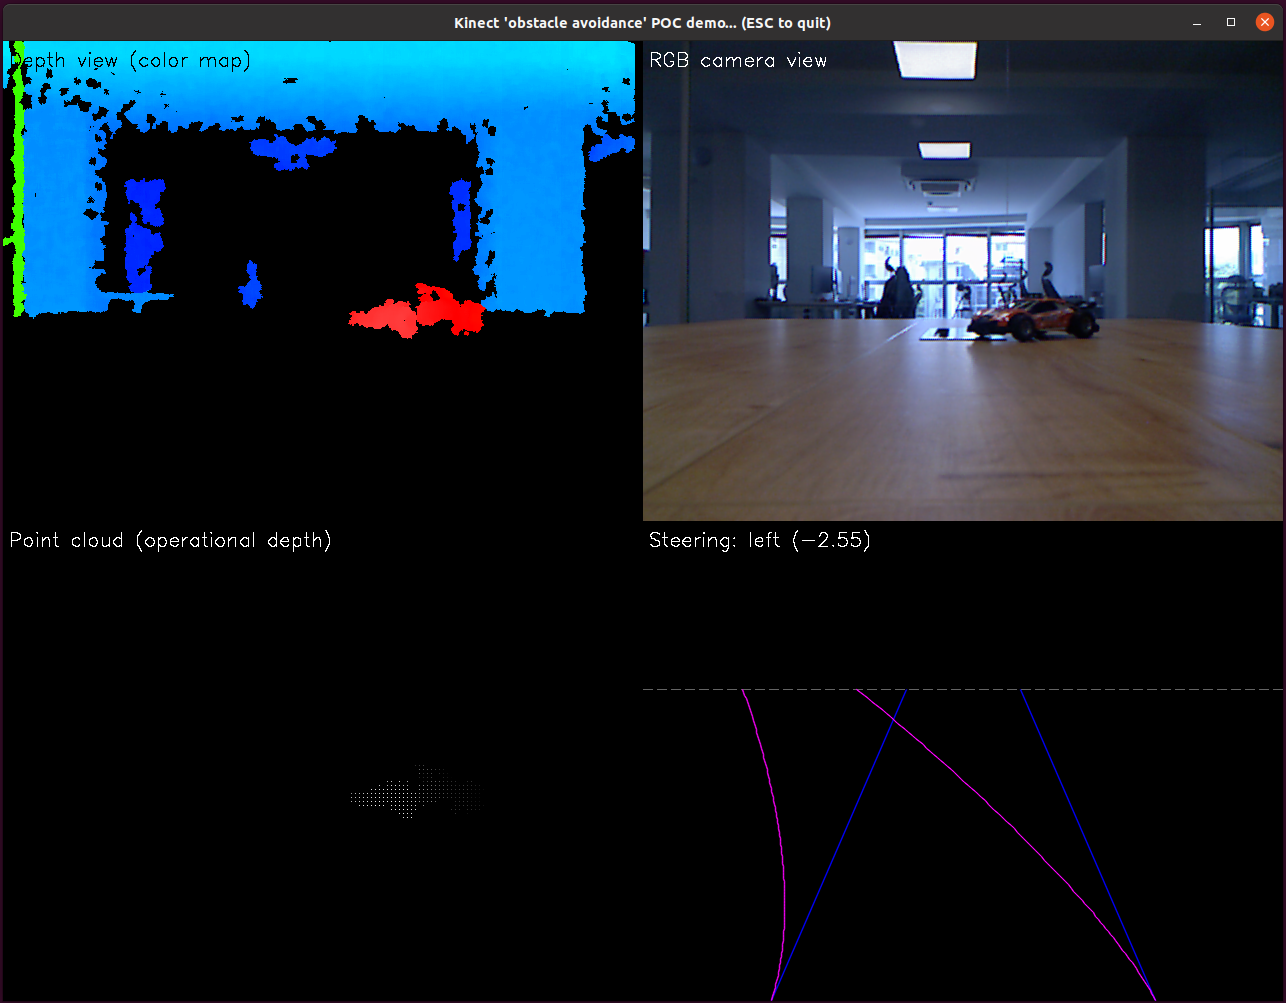 Kinect 'obstacle avoidance' POC demo... (ESC to quit)
Depth view (color map)
RGB camera view
Point cloud (operational depth)
Steering: left (-2.55)